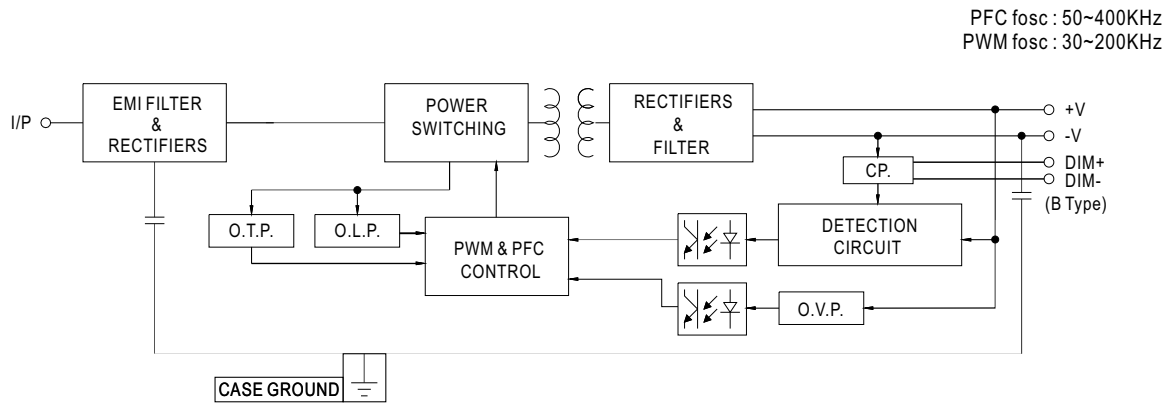 PFC fosc : 50~400KHz
PWM fosc : 30~200KHz
I/P
EMI FILTER
&
RECTIFIERS
POWER
SWITCHING
RECTIFIERS
&
FILTER
+V
-V
CP.
DIM+
DIM-
(B Type)
O.T.P.
O.L.P.
PWM & PFC
CONTROL
DETECTION
CIRCUIT
O.V.P.
CASE GROUND